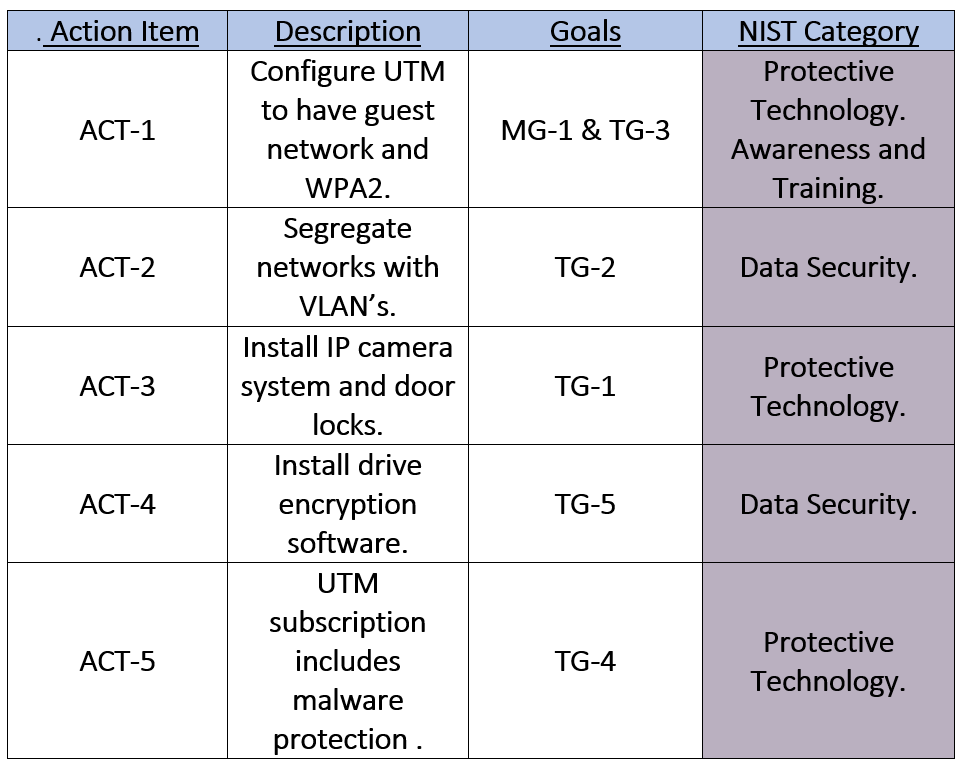 . Action Item Description Goals NIST Category
ACT-1
Configure UTM
to have guest
network and
WPA2.
MG-1 & TG-3
Protective
Technology.
Awareness and
Training.
ACT-2
Segregate
networks with
VLAN’s.
TG-2
Data Security.
ACT-3
Install IP camera
system and door
locks.
TG-1
Protective
Technology.
ACT-4
Install drive
encryption
software.
TG-5
Data Security.
ACT-5
UTM
subscription
includes
malware
protection .
TG-4
Protective
Technology.